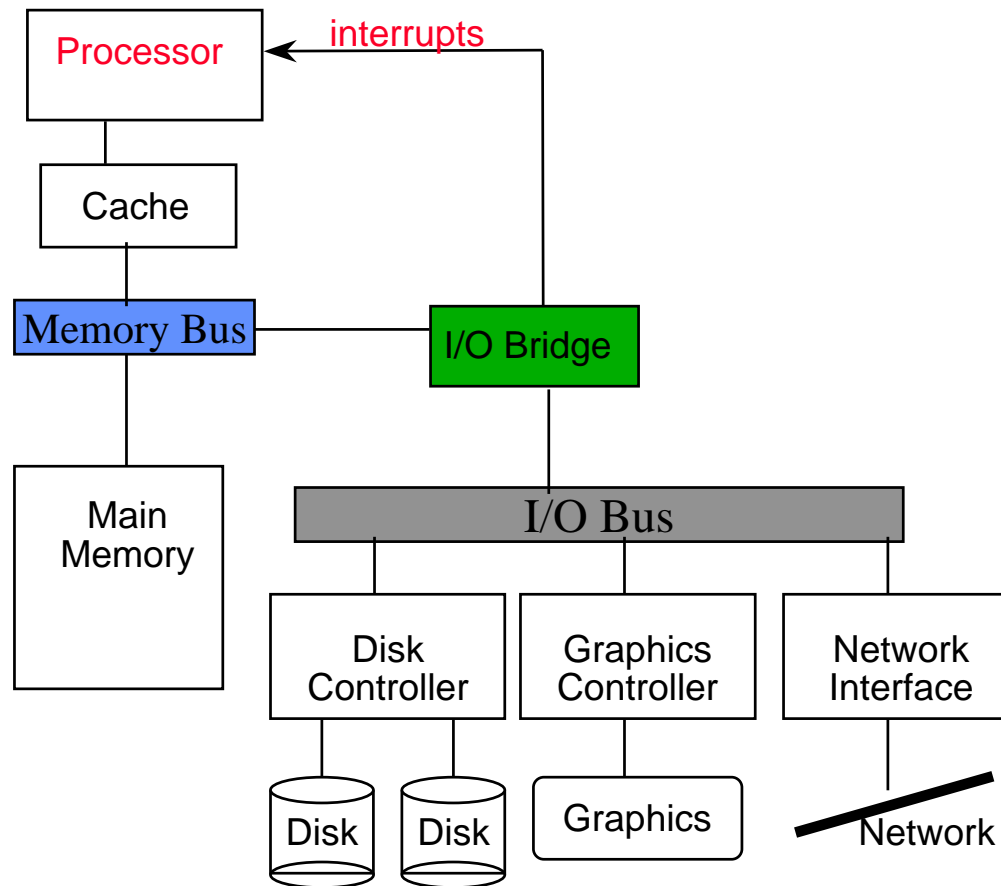 Processor
interrupts
Cache
Memory Bus
I/O Bridge
Main
Memory
I/O Bus
Disk
Controller
Graphics
Controller
Network
Interface
Disk
Disk
Graphics
Network